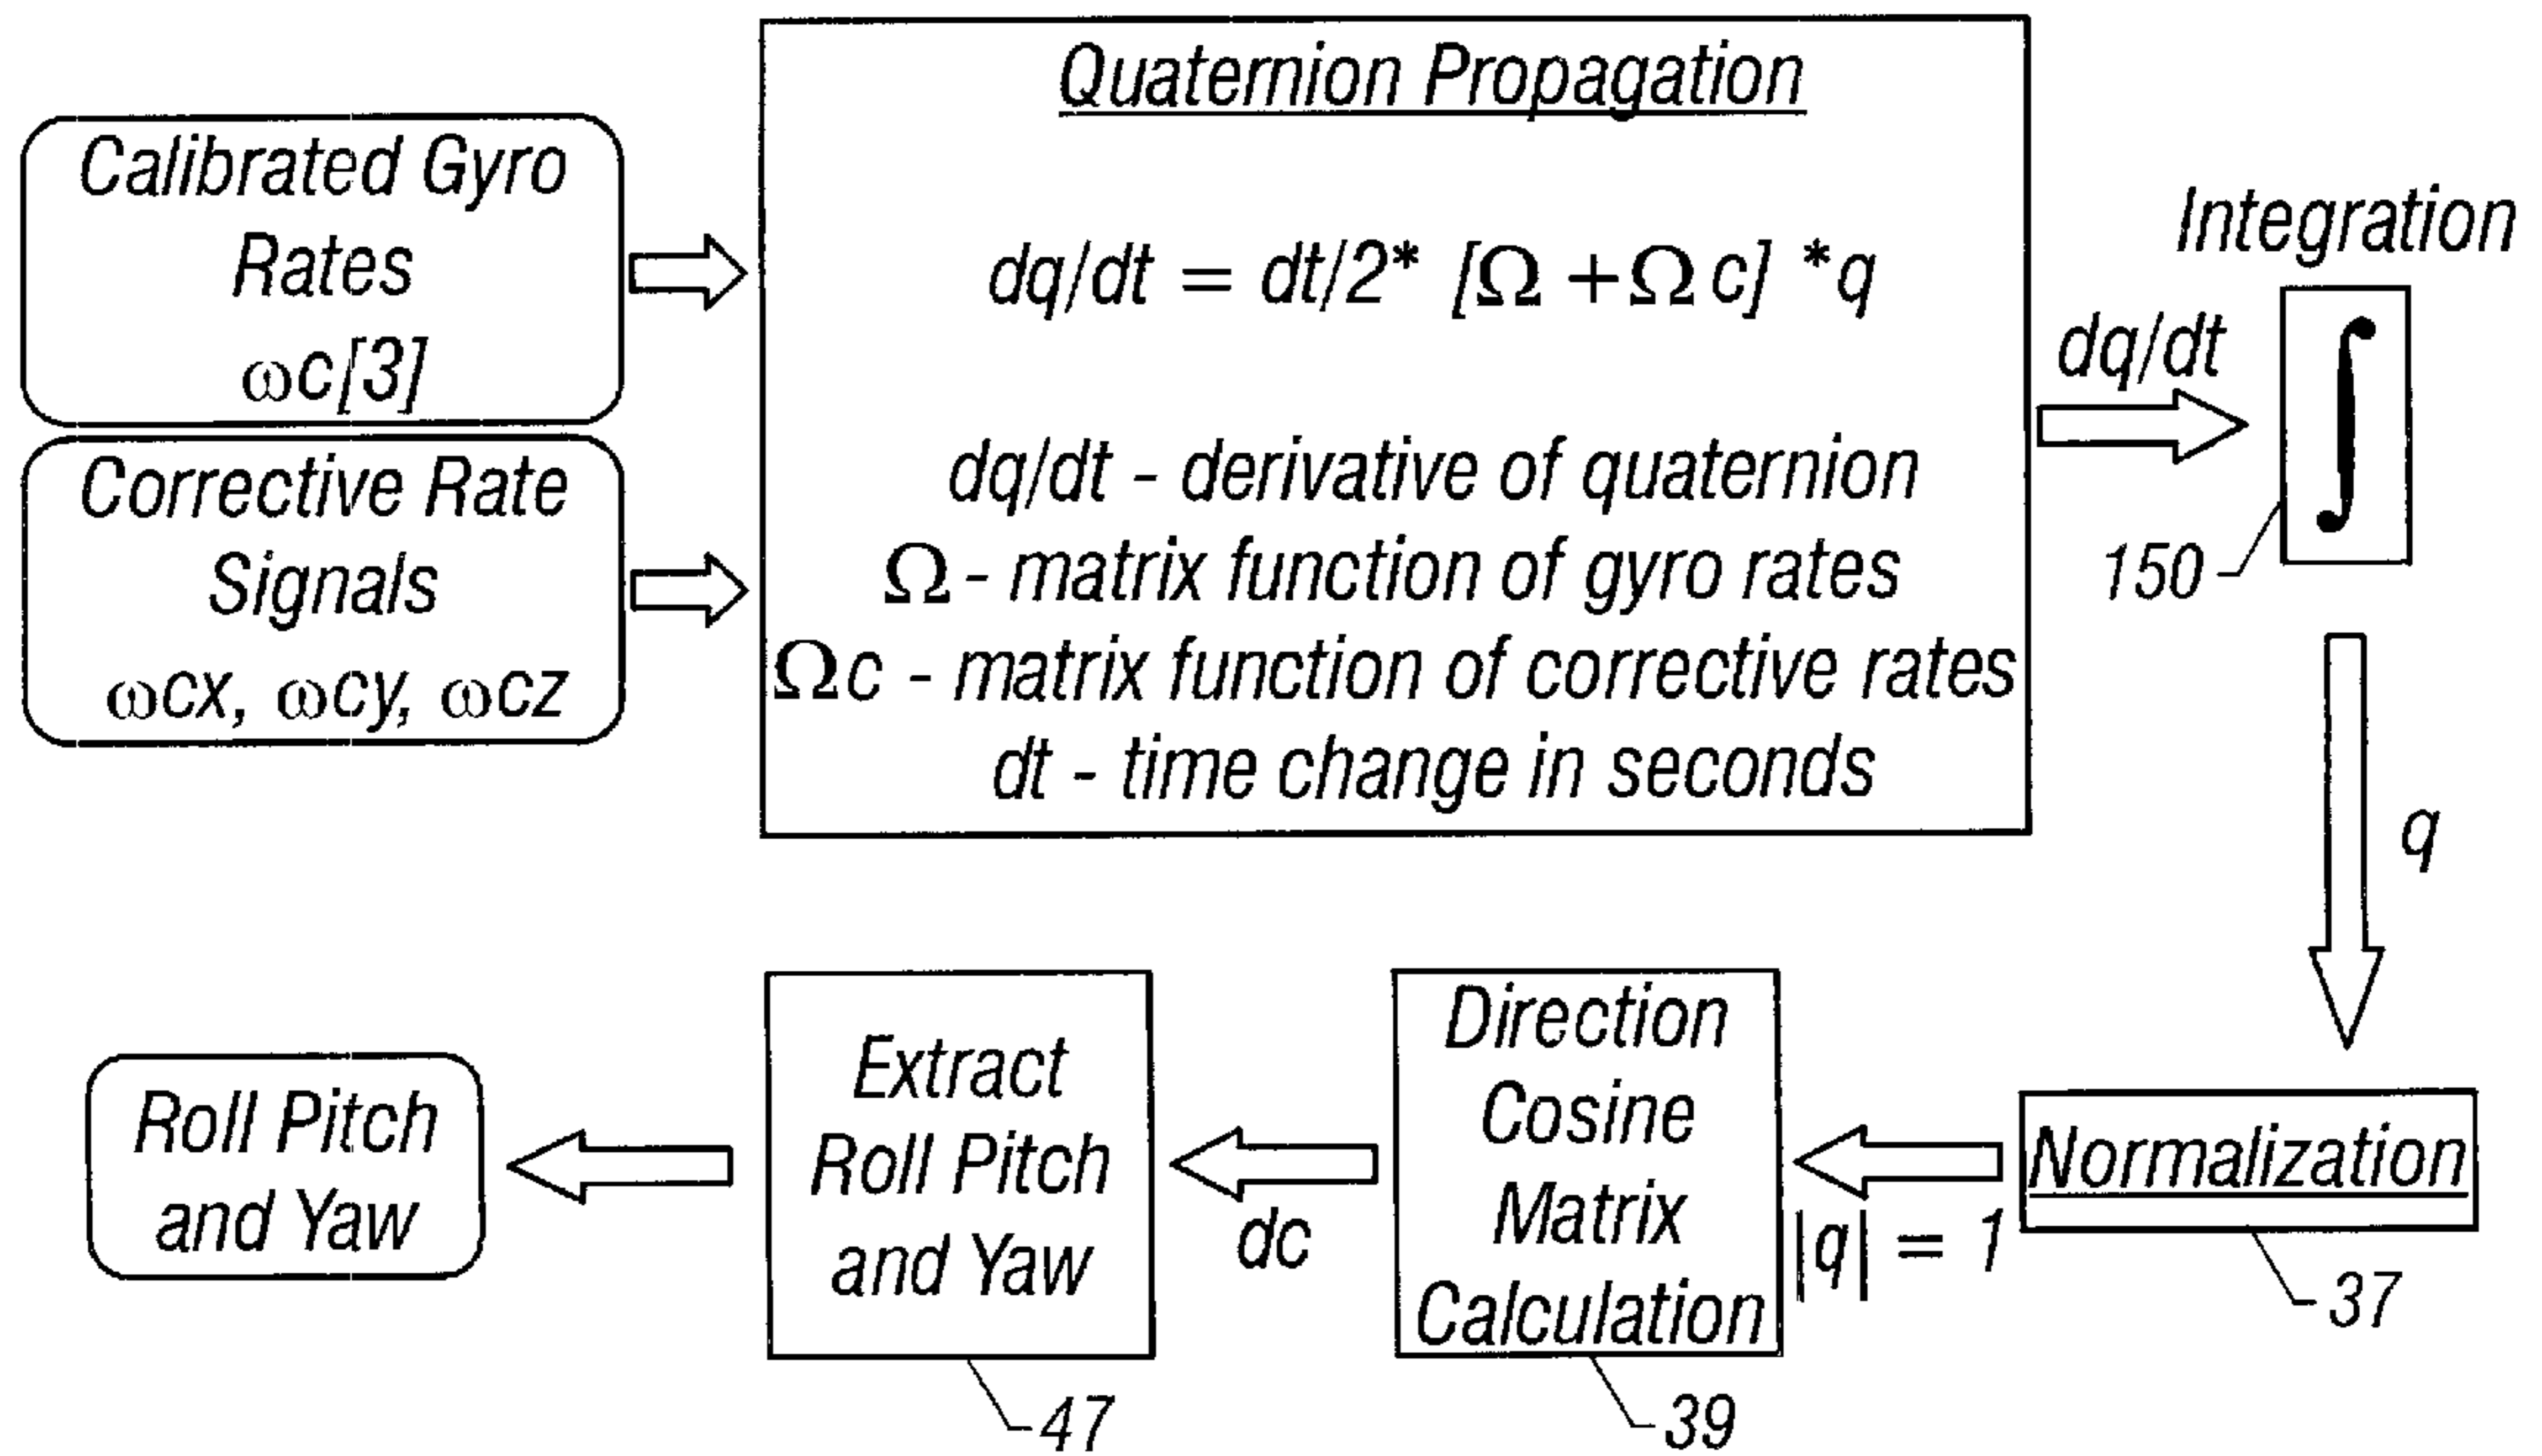 Calibrated Gyro
Rates
ωc[3]
Corrective Rate
Signals
ωcx, ωcy, ωcz
Quaternion Propagation
dq/dt = dt/2* [Ω +Ω c] *q
dq/dt - derivative of quaternion
Ω - matrix function of gyro rates
Ωc - matrix function of corrective rates
dt - time change in seconds
dq/dt
Integration
∫
150
q
Normalization
37
|q| = 1
Direction
Cosine
Matrix
Calculation
39
dc
Extract
Roll Pitch
and Yaw
47
Roll Pitch
and Yaw